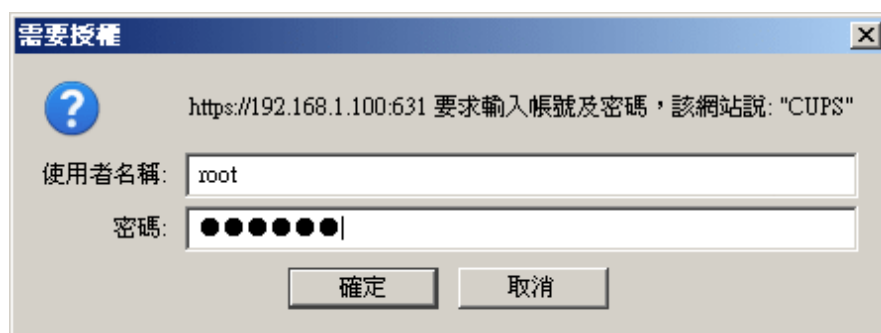 需要授權
https://192.168.1.100:631 要求輸入帳號及密碼，該網站說: "CUPS"
使用者名稱: root
密碼: ●●●●●●
確定 取消